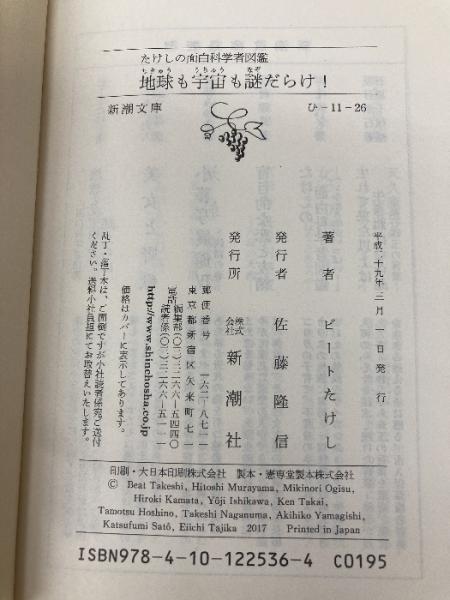 たけしの面白科学者図鑑
ちきゅう うちゅう なぞ
地球も宇宙も謎だらけ！
新潮文庫 ひ-11-26
平成二十九年三月一日発行
著者 ビートたけし
発行者 佐藤隆信
発行所 株式会社 新潮社
郵便番号 一六二―八七一一
東京都新宿区矢来町七一
電話 編集部(〇三)三二六六―五四四〇
読者係(〇三)三二六六―五一一一
http://www.shinchosha.co.jp
価格はカバーに表示してあります。
乱丁・落丁本は、ご面倒ですが小社読者係宛ご送付
ください。送料小社負担にてお取替えいたします。
印刷・大日本印刷株式会社 製本・憲専堂製本株式会社
© Beat Takeshi, Hitoshi Murayama, Mikinori Ogisu,
Hiroki Kamata, Yôji Ishikawa, Ken Takai,
Tamotsu Hoshino, Takeshi Naganuma, Akihiko Yamagishi,
Katsufumi Satô, Eiichi Tajika 2017 Printed in Japan
ISBN978-4-10-122536-4 C0195